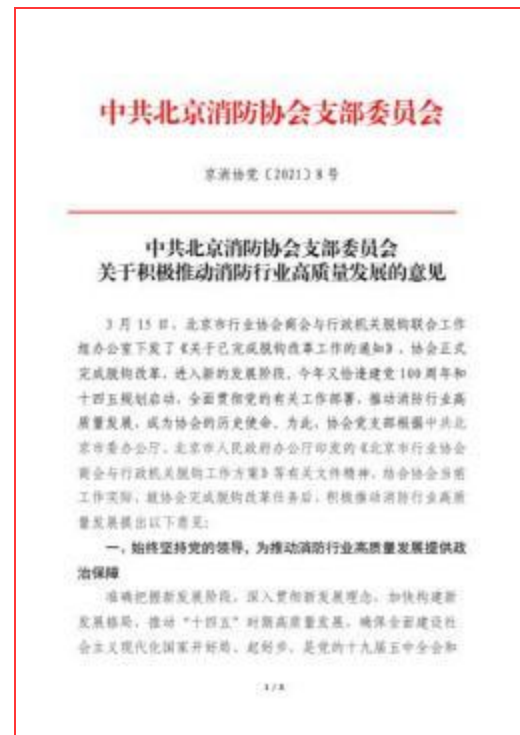 中共北京消防协会支部委员会
京消协党〔2021〕8号
中共北京消防协会支部委员会
关于积极推动消防行业高质量发展的意见
3月15日，北京市行业协会商会与行政机关脱钩联合工作
组办公室下发了《关于已完成脱钩改革工作的通知》，协会正式
完成脱钩改革，进入新的发展阶段，今年又恰逢建党100周年和
十四五规划启动，全面贯彻党的有关工作部署，推动消防行业高
质量发展，成为协会的历史使命。为此，协会党支部根据中共北
京市委办公厅、北京市人民政府办公厅印发的《北京市行业协会
商会与行政机关脱钩工作方案》等有关文件精神，结合协会当前
工作实际，就协会完成脱钩改革任务后，积极推动消防行业高质
量发展提出以下意见：
一、始终坚持党的领导，为推动消防行业高质量发展提供政
治保障
准确把握新发展阶段，深入贯彻新发展理念，加快构建新
发展格局，推动“十四五”时期高质量发展，确保全面建设社
会主义现代化国家开好局、起好步，是党的十九届五中全会和